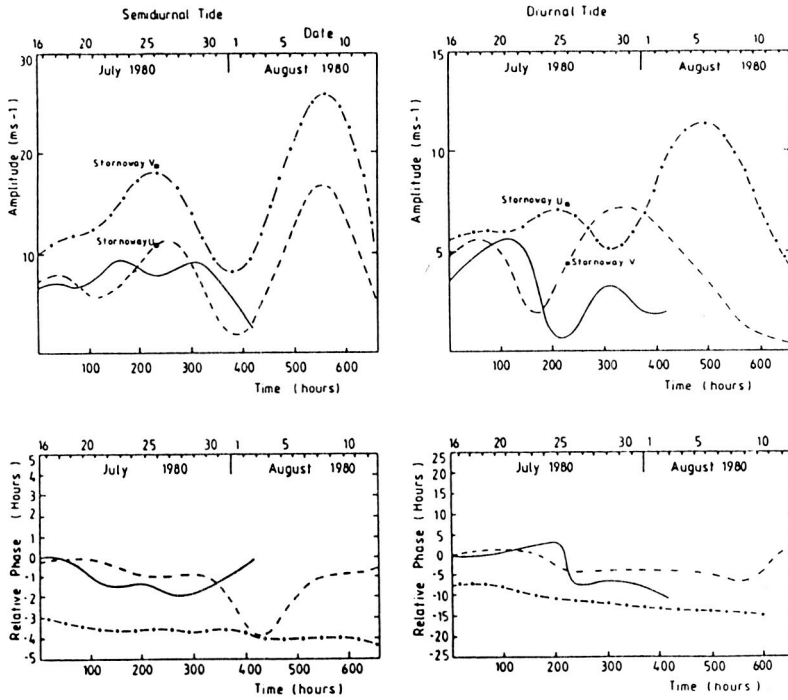 Semidiurnal Tide
Date
16 20 25 30 1 5 10
July 1980 August 1980
30
20
10
Amplitude (ms-1)
Stornoway V
Stornoway U
100 200 300 400 500 600
Time (hours)
Diurnal Tide
16 20 25 30 1 5 10
July 1980 August 1980
15
10
5
Amplitude (ms-1)
Stornoway U
Stornoway V
100 200 300 400 500 600
Time (hours)
16 20 25 30 1 5 10
July 1980 August 1980
5
4
3
2
1
0
-1
-2
-3
-4
-5
Relative Phase (Hours)
100 200 300 400 500 600
Time (hours)
16 20 25 30 1 5 10
July 1980 August 1980
25
20
15
10
5
0
-5
-10
-15
-20
-25
Relative Phase (Hours)
0 100 200 300 400 500 600
Time (hours)